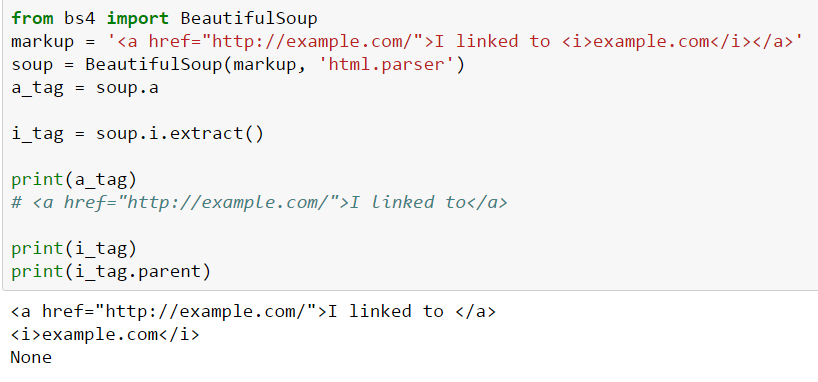 from bs4 import BeautifulSoup
markup = '<a href="http://example.com/">I linked to <i>example.com</i></a>'
soup = BeautifulSoup(markup, 'html.parser')
a_tag = soup.a
i_tag = soup.i.extract()
print(a_tag)
# <a href="http://example.com/">I linked to</a>
print(i_tag)
print(i_tag.parent)
<a href="http://example.com/">I linked to </a>
<i>example.com</i>
None